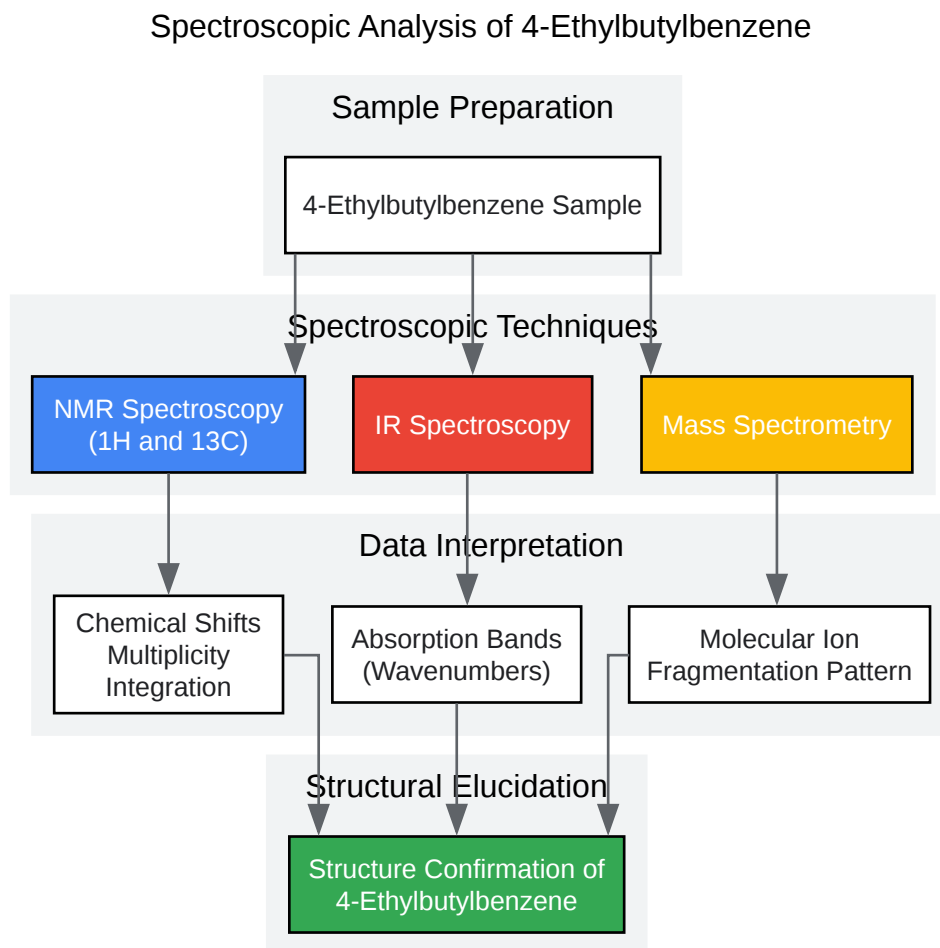 Spectroscopic Analysis of 4-Ethylbutylbenzene
Sample Preparation
4-Ethylbutylbenzene Sample
Spectroscopic Techniques
NMR Spectroscopy
(1H and 13C)
IR Spectroscopy
Mass Spectrometry
Data Interpretation
Chemical Shifts
Multiplicity
Integration
Absorption Bands
(Wavenumbers)
Molecular Ion
Fragmentation Pattern
Structural Elucidation
Structure Confirmation of
4-Ethylbutylbenzene